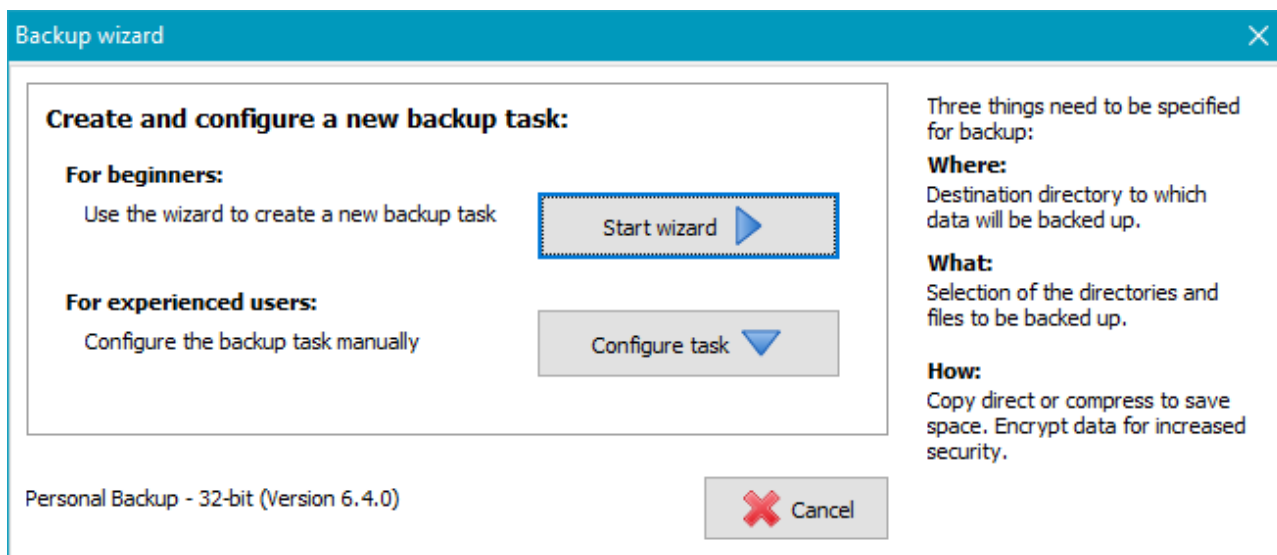 Backup wizard
Create and configure a new backup task:
For beginners:
Use the wizard to create a new backup task
Start wizard
For experienced users:
Configure the backup task manually
Configure task
Personal Backup - 32-bit (Version 6.4.0)
Cancel
Three things need to be specified
for backup:
Where:
Destination directory to which
data will be backed up.
What:
Selection of the directories and
files to be backed up.
How:
Copy direct or compress to save
space. Encrypt data for increased
security.